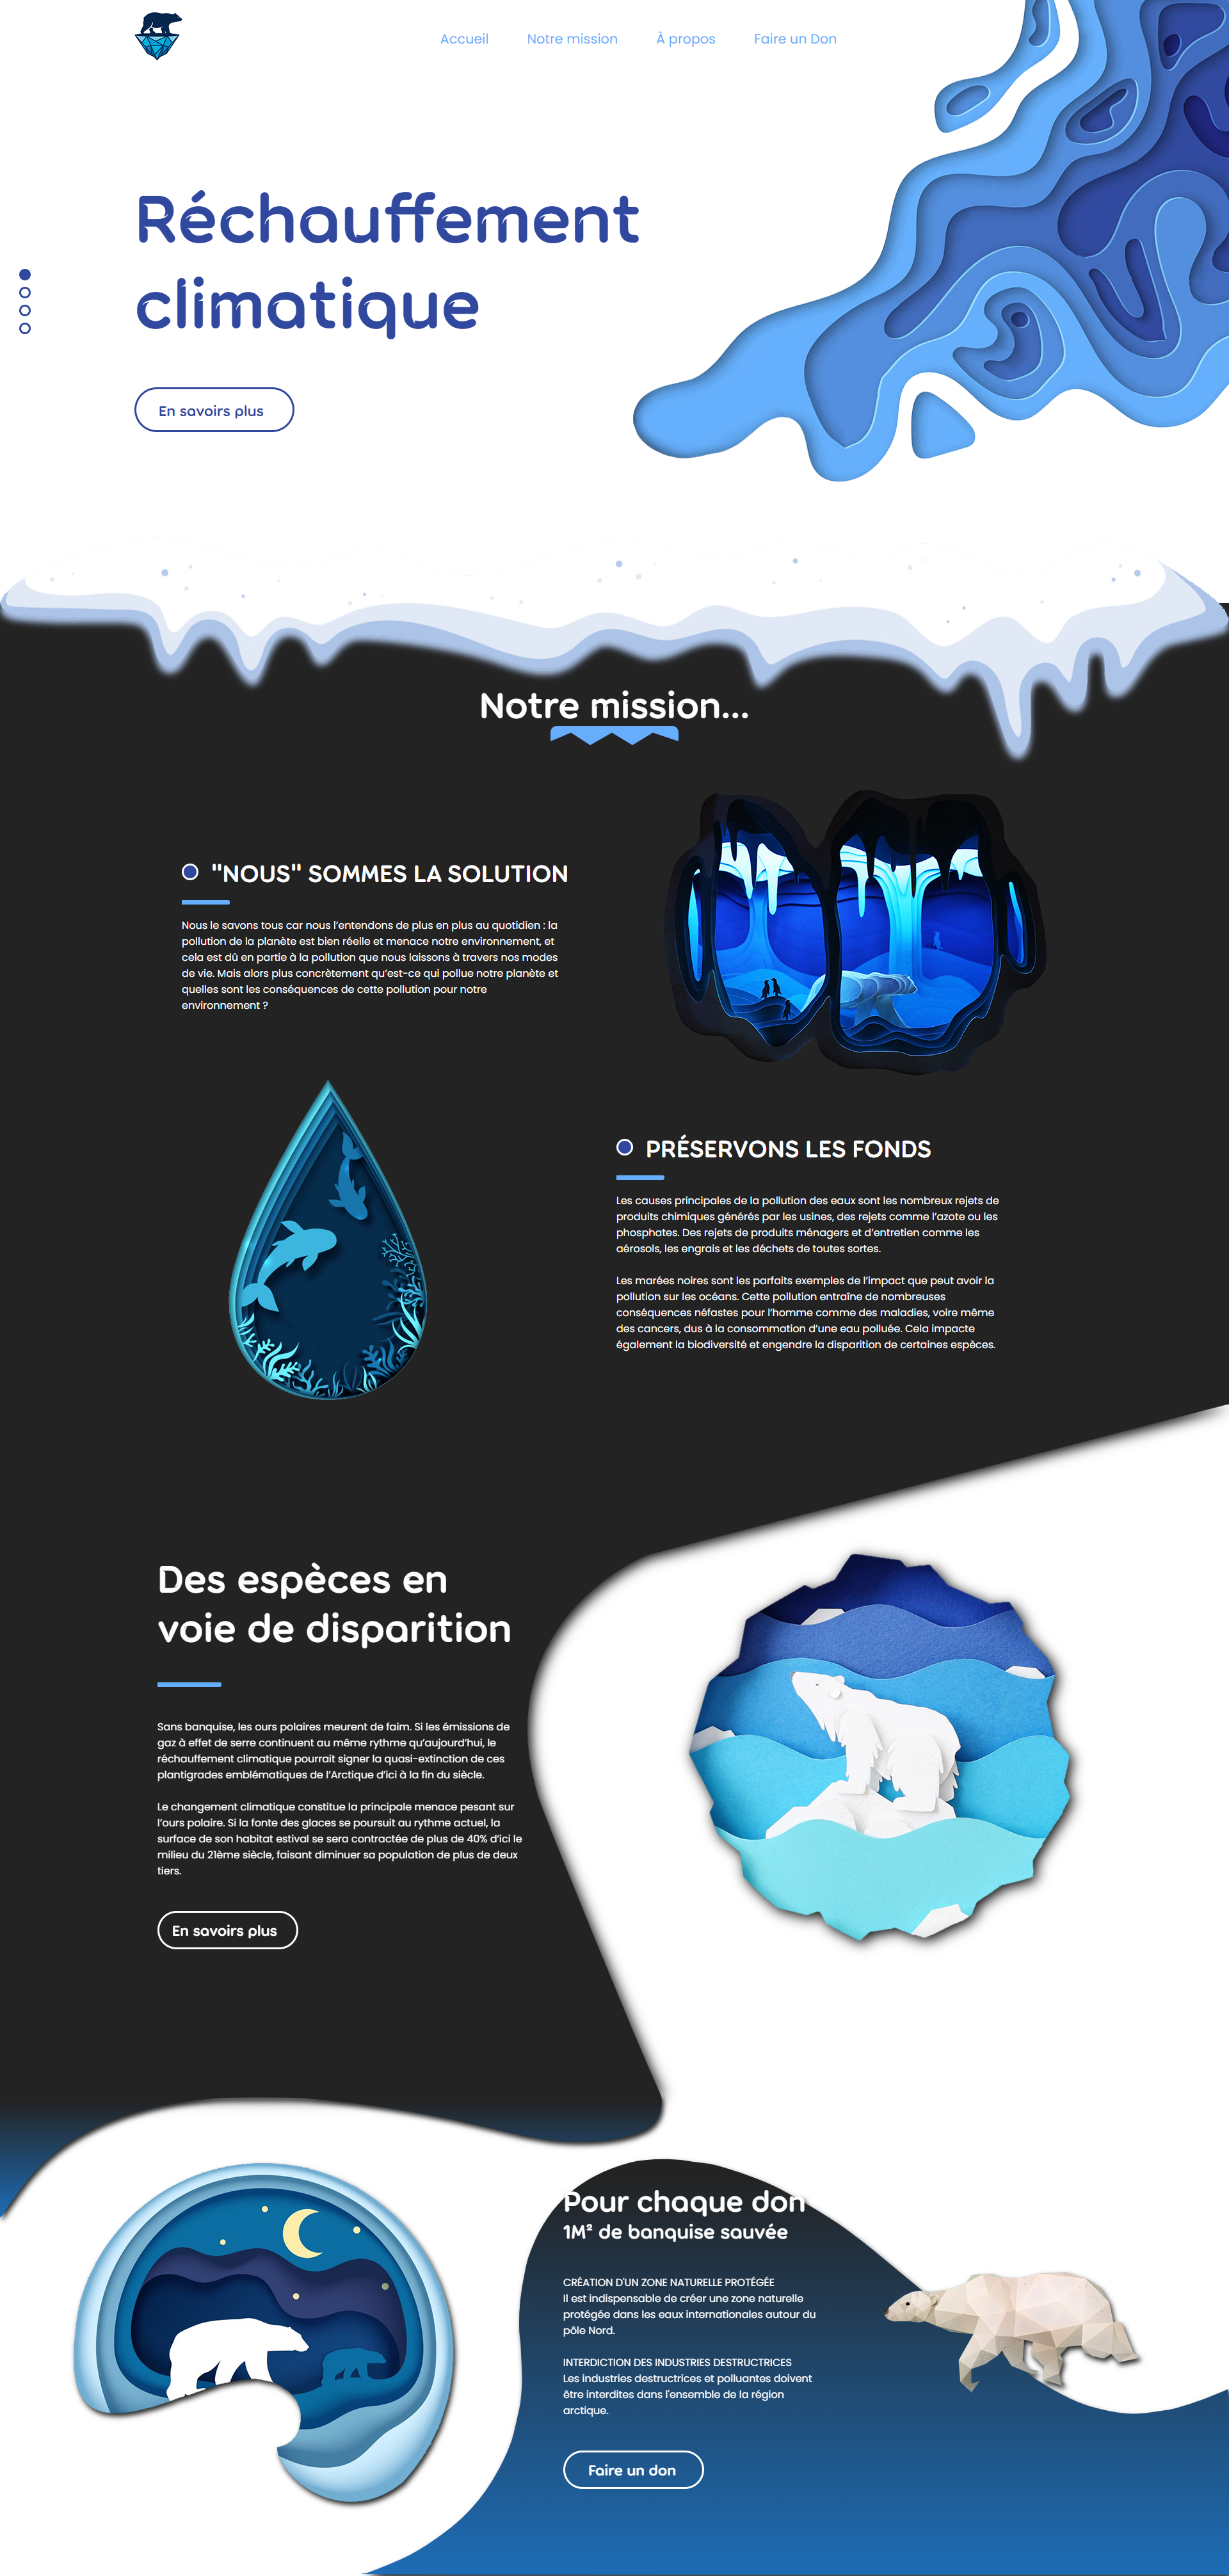 Accueil Notre mission À propos Faire un Don
Réchauffement
climatique
En savoirs plus
Notre mission...
"NOUS" SOMMES LA SOLUTION
Nous le savons tous car nous l’entendons de plus en plus au quotidien : la
pollution de la planète est bien réelle et menace notre environnement, et
cela est dû en partie à la pollution que nous laissons à travers nos modes
de vie. Mais alors plus concrètement qu’est-ce qui pollue notre planète et
quelles sont les conséquences de cette pollution pour notre
environnement ?
PRÉSERVONS LES FONDS
Les causes principales de la pollution des eaux sont les nombreux rejets de
produits chimiques générés par les usines, des rejets comme l’azote ou les
phosphates. Des rejets de produits ménagers et d’entretien comme les
aérosols, les engrais et les déchets de toutes sortes.
Les marées noires sont les parfaits exemples de l’impact que peut avoir la
pollution sur les océans. Cette pollution entraîne de nombreuses
conséquences néfastes pour l’homme comme des maladies, voire même
des cancers, dus à la consommation d’une eau polluée. Cela impacte
également la biodiversité et engendre la disparition de certaines espèces.
Des espèces en
voie de disparition
Sans banquise, les ours polaires meurent de faim. Si les émissions de
gaz à effet de serre continuent au même rythme qu’aujourd’hui, le
réchauffement climatique pourrait signer la quasi-extinction de ces
plantigrades emblématiques de l’Arctique d’ici à la fin du siècle.
Le changement climatique constitue la principale menace pesant sur
l’ours polaire. Si la fonte des glaces se poursuit au rythme actuel, la
surface de son habitat estival se sera contractée de plus de 40% d’ici le
milieu du 21ème siècle, faisant diminuer sa population de plus de deux
tiers.
En savoirs plus
Pour chaque don
1M² de banquise sauvée
CRÉATION D'UN ZONE NATURELLE PROTÉGÉE
Il est indispensable de créer une zone naturelle
protégée dans les eaux internationales autour du
pôle Nord.
INTERDICTION DES INDUSTRIES DESTRUCTRICES
Les industries destructrices et polluantes doivent
être interdites dans l'ensemble de la région
arctique.
Faire un don